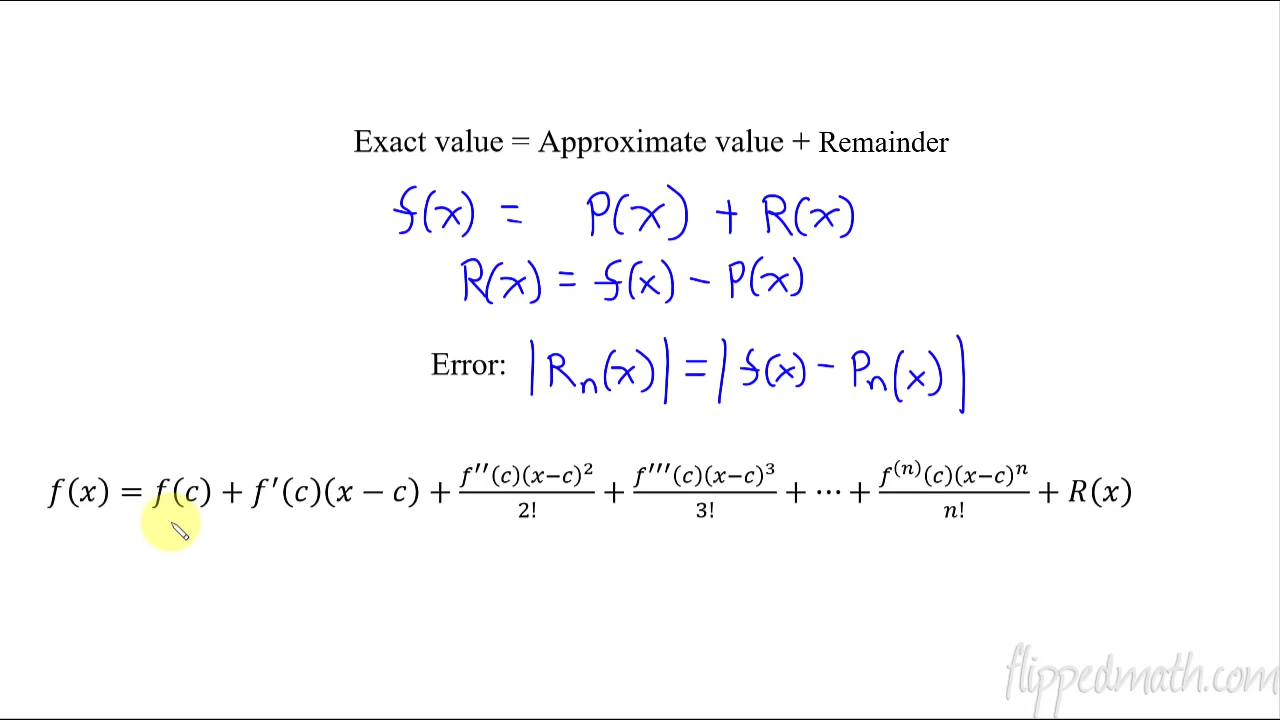 Exact value = Approximate value + Remainder
f(x) = P(x) + R(x)
R(x) = f(x) − P(x)
Error: |Rₙ(x)| = |f(x) − Pₙ(x)|
f(x) = f(c) + f′(c)(x − c) + f′′(c)(x−c)²/2! + f′′′(c)(x−c)³/3! + ⋯ + f⁽ⁿ⁾(c)(x−c)ⁿ/n! + R(x)
flippedmath.com